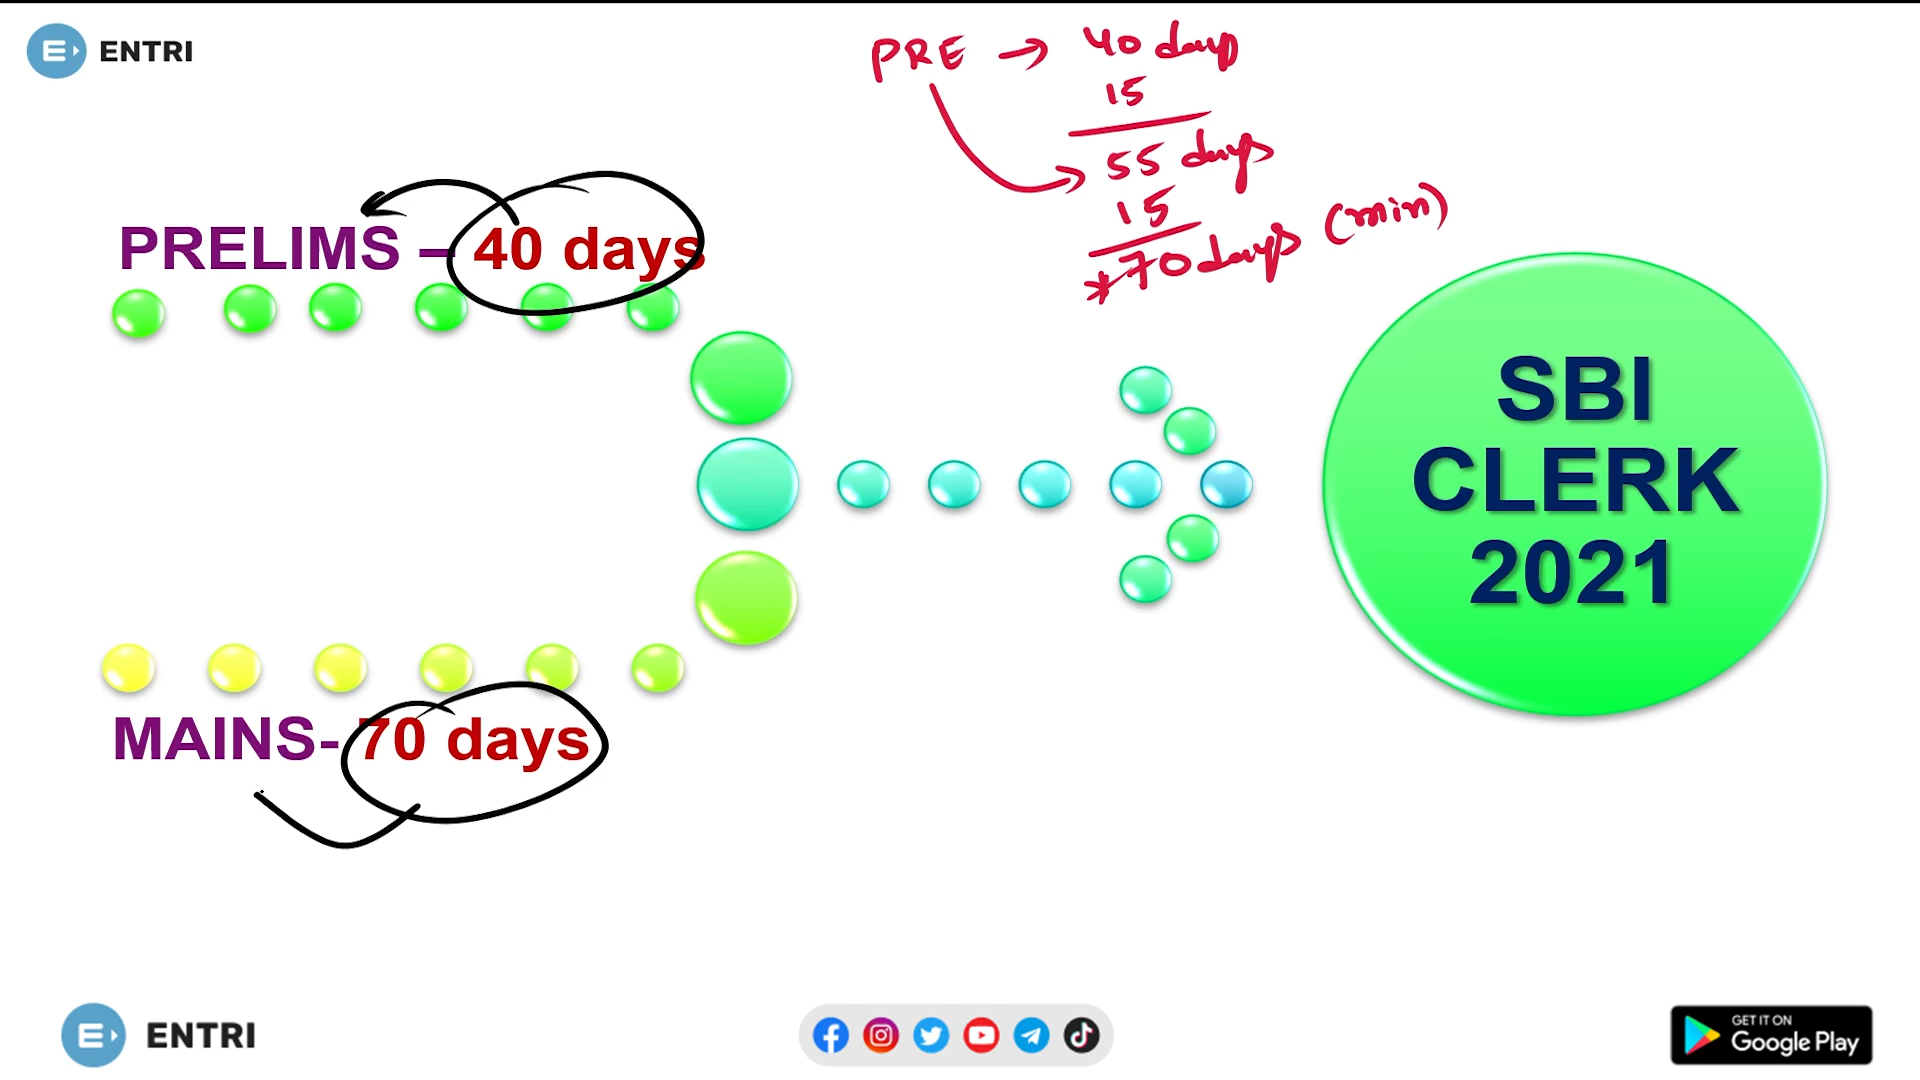 ENTRI
PRE → 40 days
15
55 days
15
*70 days (min)
PRELIMS – 40 days
SBI
CLERK
2021
MAINS- 70 days
ENTRI
GET IT ON
Google Play